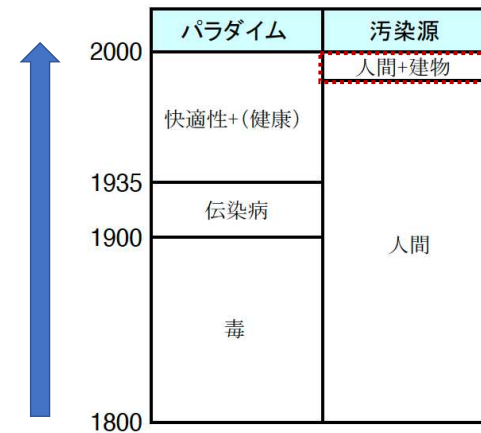 パラダイム 汚染源
2000
人間+建物
快適性+(健康)
1935
伝染病
1900
人間
毒
1800